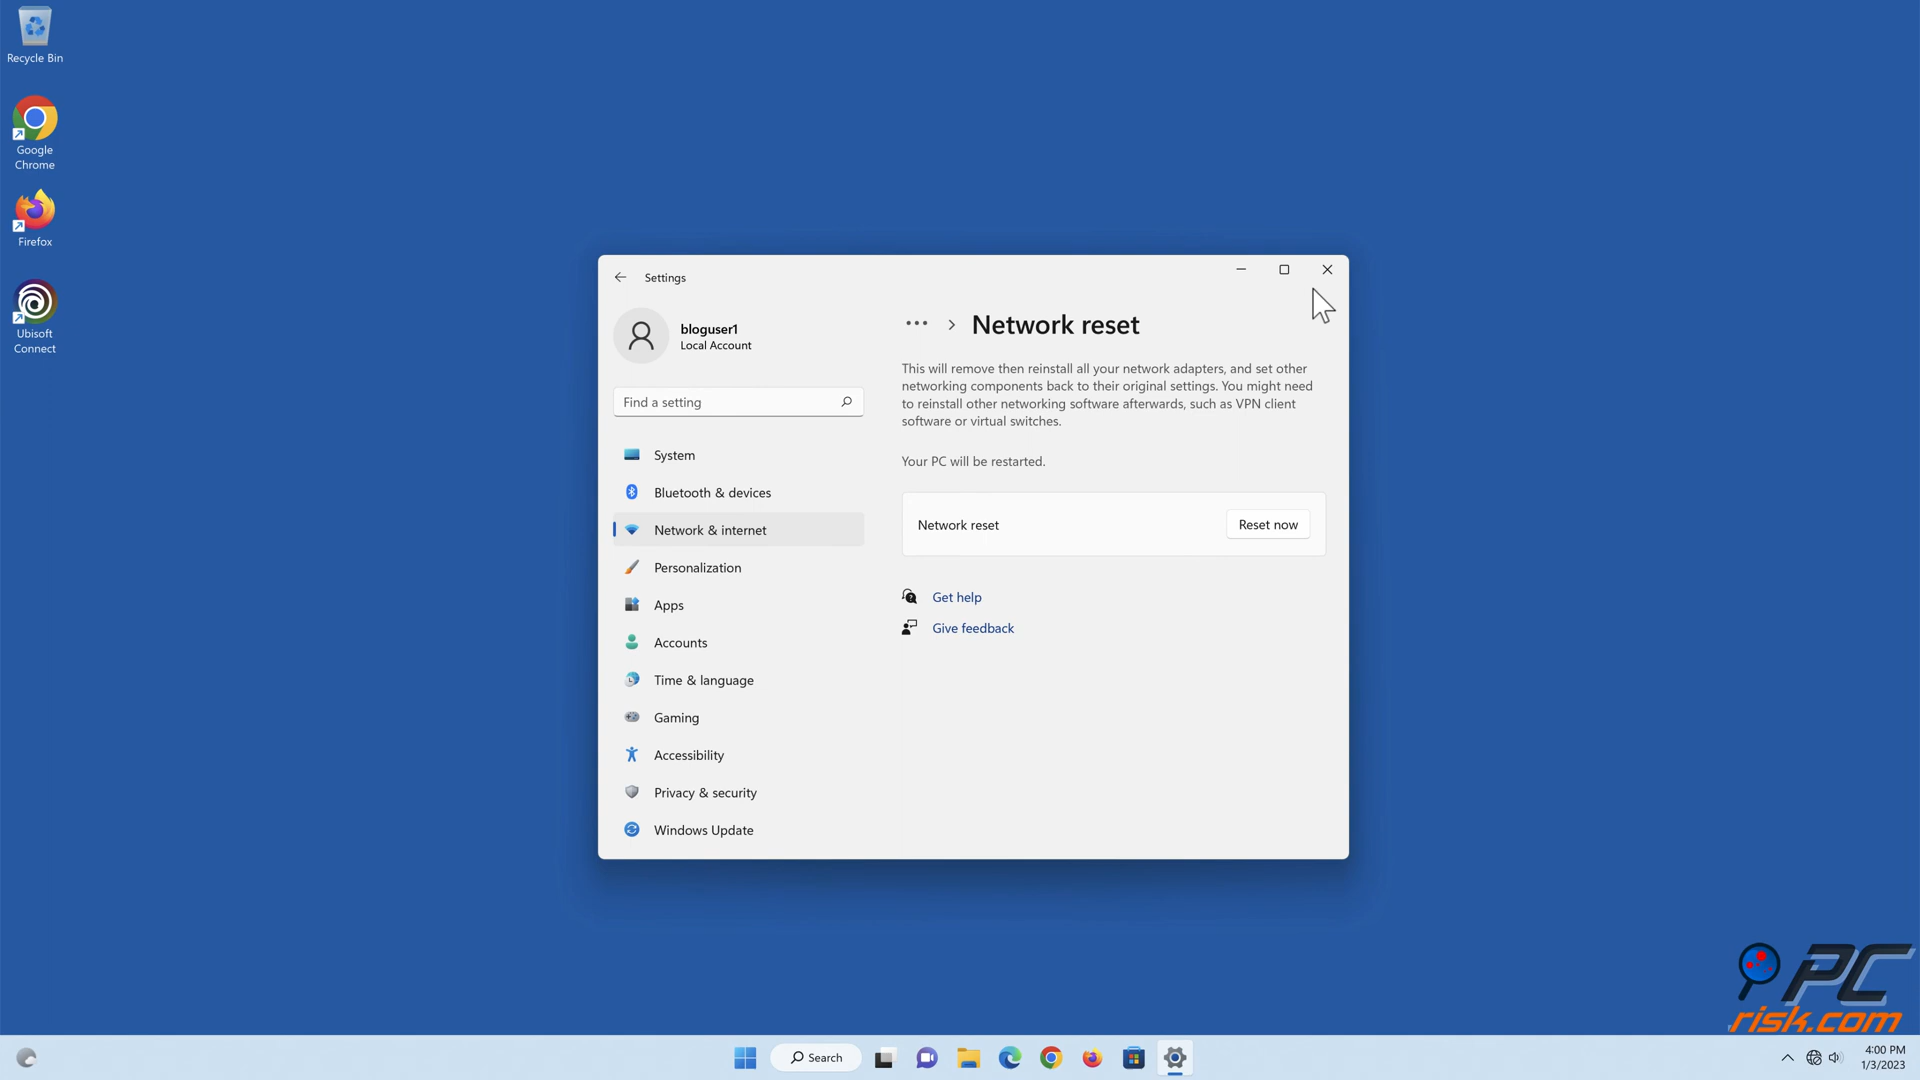 Recycle Bin
Google
Chrome
Firefox
Ubisoft
Connect
Settings
bloguser1
Local Account
Find a setting
System
Bluetooth & devices
Network & internet
Personalization
Apps
Accounts
Time & language
Gaming
Accessibility
Privacy & security
Windows Update
... > Network reset
This will remove then reinstall all your network adapters, and set other
networking components back to their original settings. You might need
to reinstall other networking software afterwards, such as VPN client
software or virtual switches.
Your PC will be restarted.
Network reset
Reset now
Get help
Give feedback
PC
risk.com
Search
4:00 PM
1/3/2023